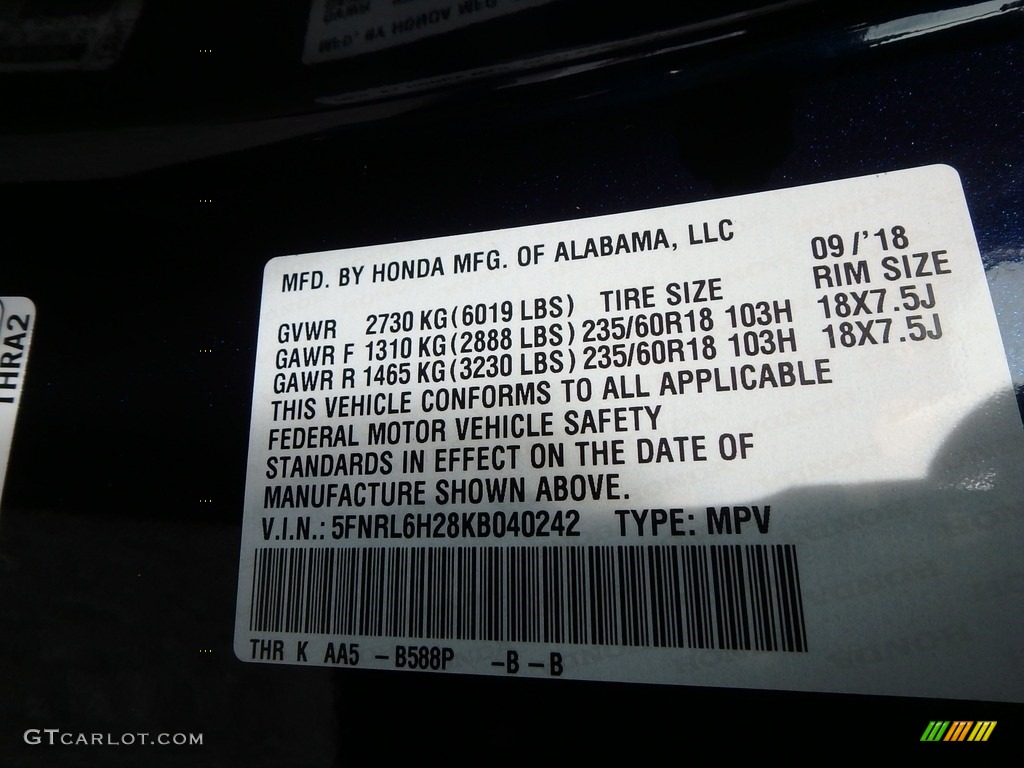 MFD. BY HONDA MFG. OF ALABAMA, LLC 09/'18
TIRE SIZE RIM SIZE
GVWR 2730 KG(6019 LBS)
GAWR F 1310 KG(2888 LBS) 235/60R18 103H 18X7.5J
GAWR R 1465 KG(3230 LBS) 235/60R18 103H 18X7.5J
THIS VEHICLE CONFORMS TO ALL APPLICABLE
FEDERAL MOTOR VEHICLE SAFETY
STANDARDS IN EFFECT ON THE DATE OF
MANUFACTURE SHOWN ABOVE.
V.I.N.: 5FNRL6H28KB040242 TYPE: MPV
THR K AA5 -B588P -B-B
THRA2
GTCARLOT.COM